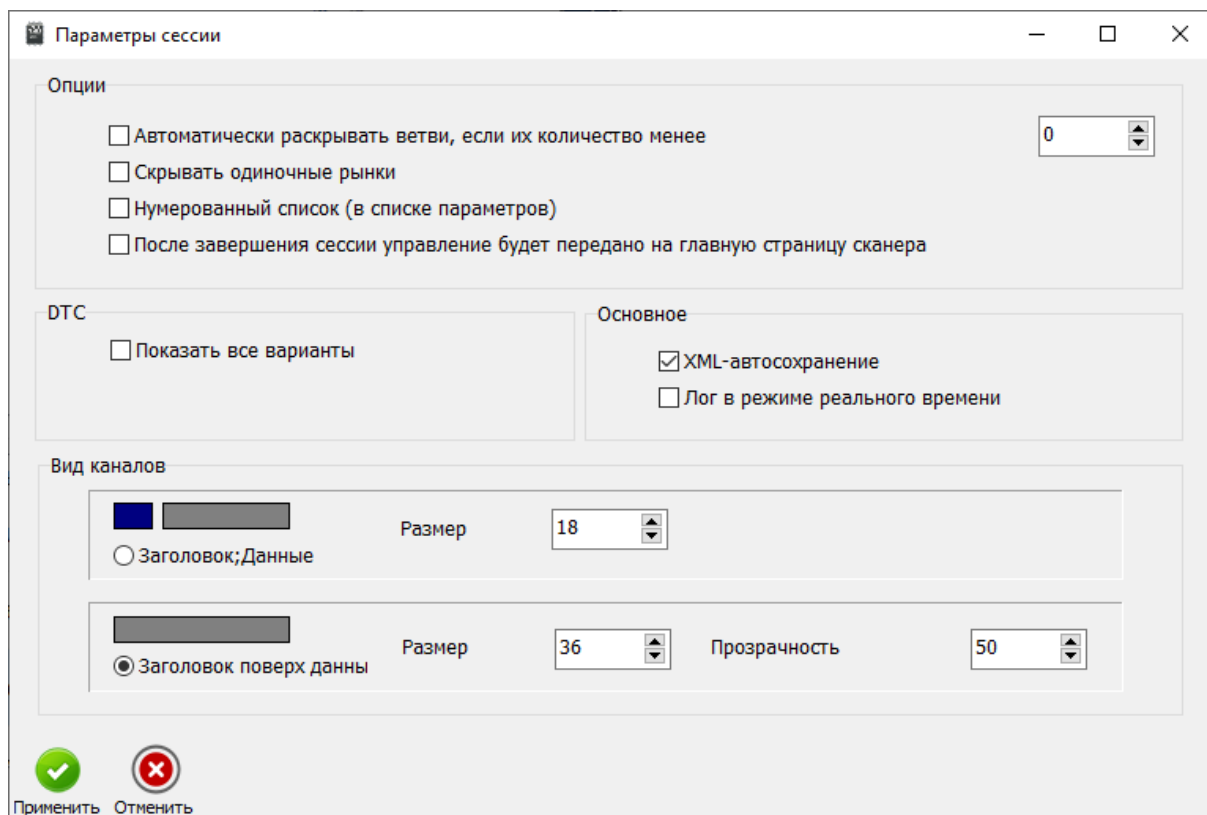 Параметры сессии
Опции
Автоматически раскрывать ветви, если их количество менее 0
Скрывать одиночные рынки
Нумерованный список (в списке параметров)
После завершения сессии управление будет передано на главную страницу сканера
DTC
Показать все варианты
Основное
XML-автосохранение
Лог в режиме реального времени
Вид каналов
Размер 18
Заголовок;Данные
Размер 36 Прозрачность 50
Заголовок поверх данны
Применить Отменить